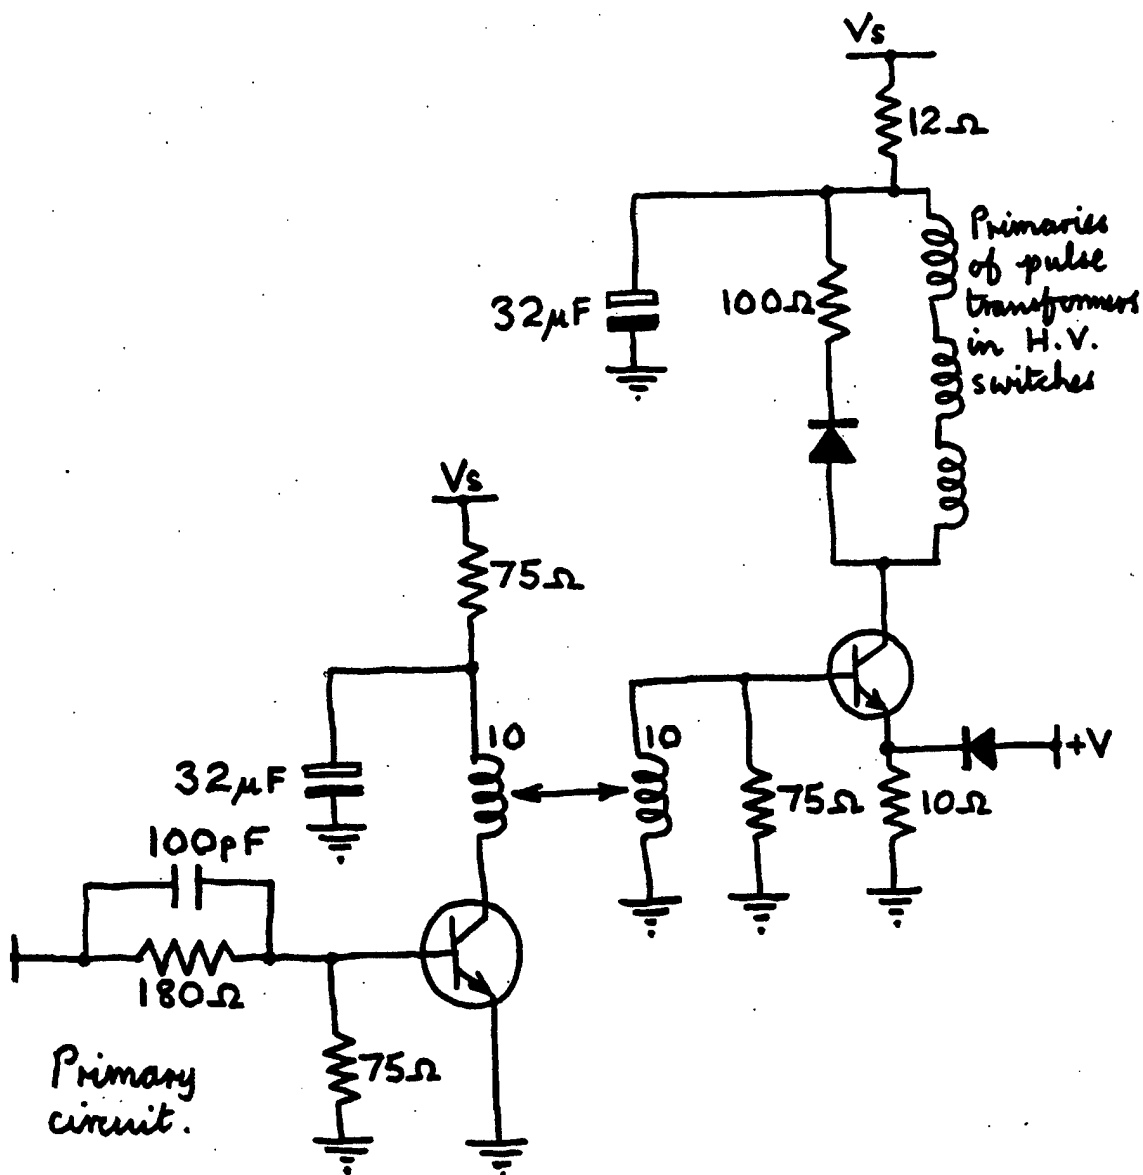 Vs
12Ω
Primaries
of pulse
transformers
in H.V.
switches
32μF
100Ω
Vs
75Ω
10
10
+V
32μF
75Ω
10Ω
100pF
180Ω
75Ω
Primary
circuit.